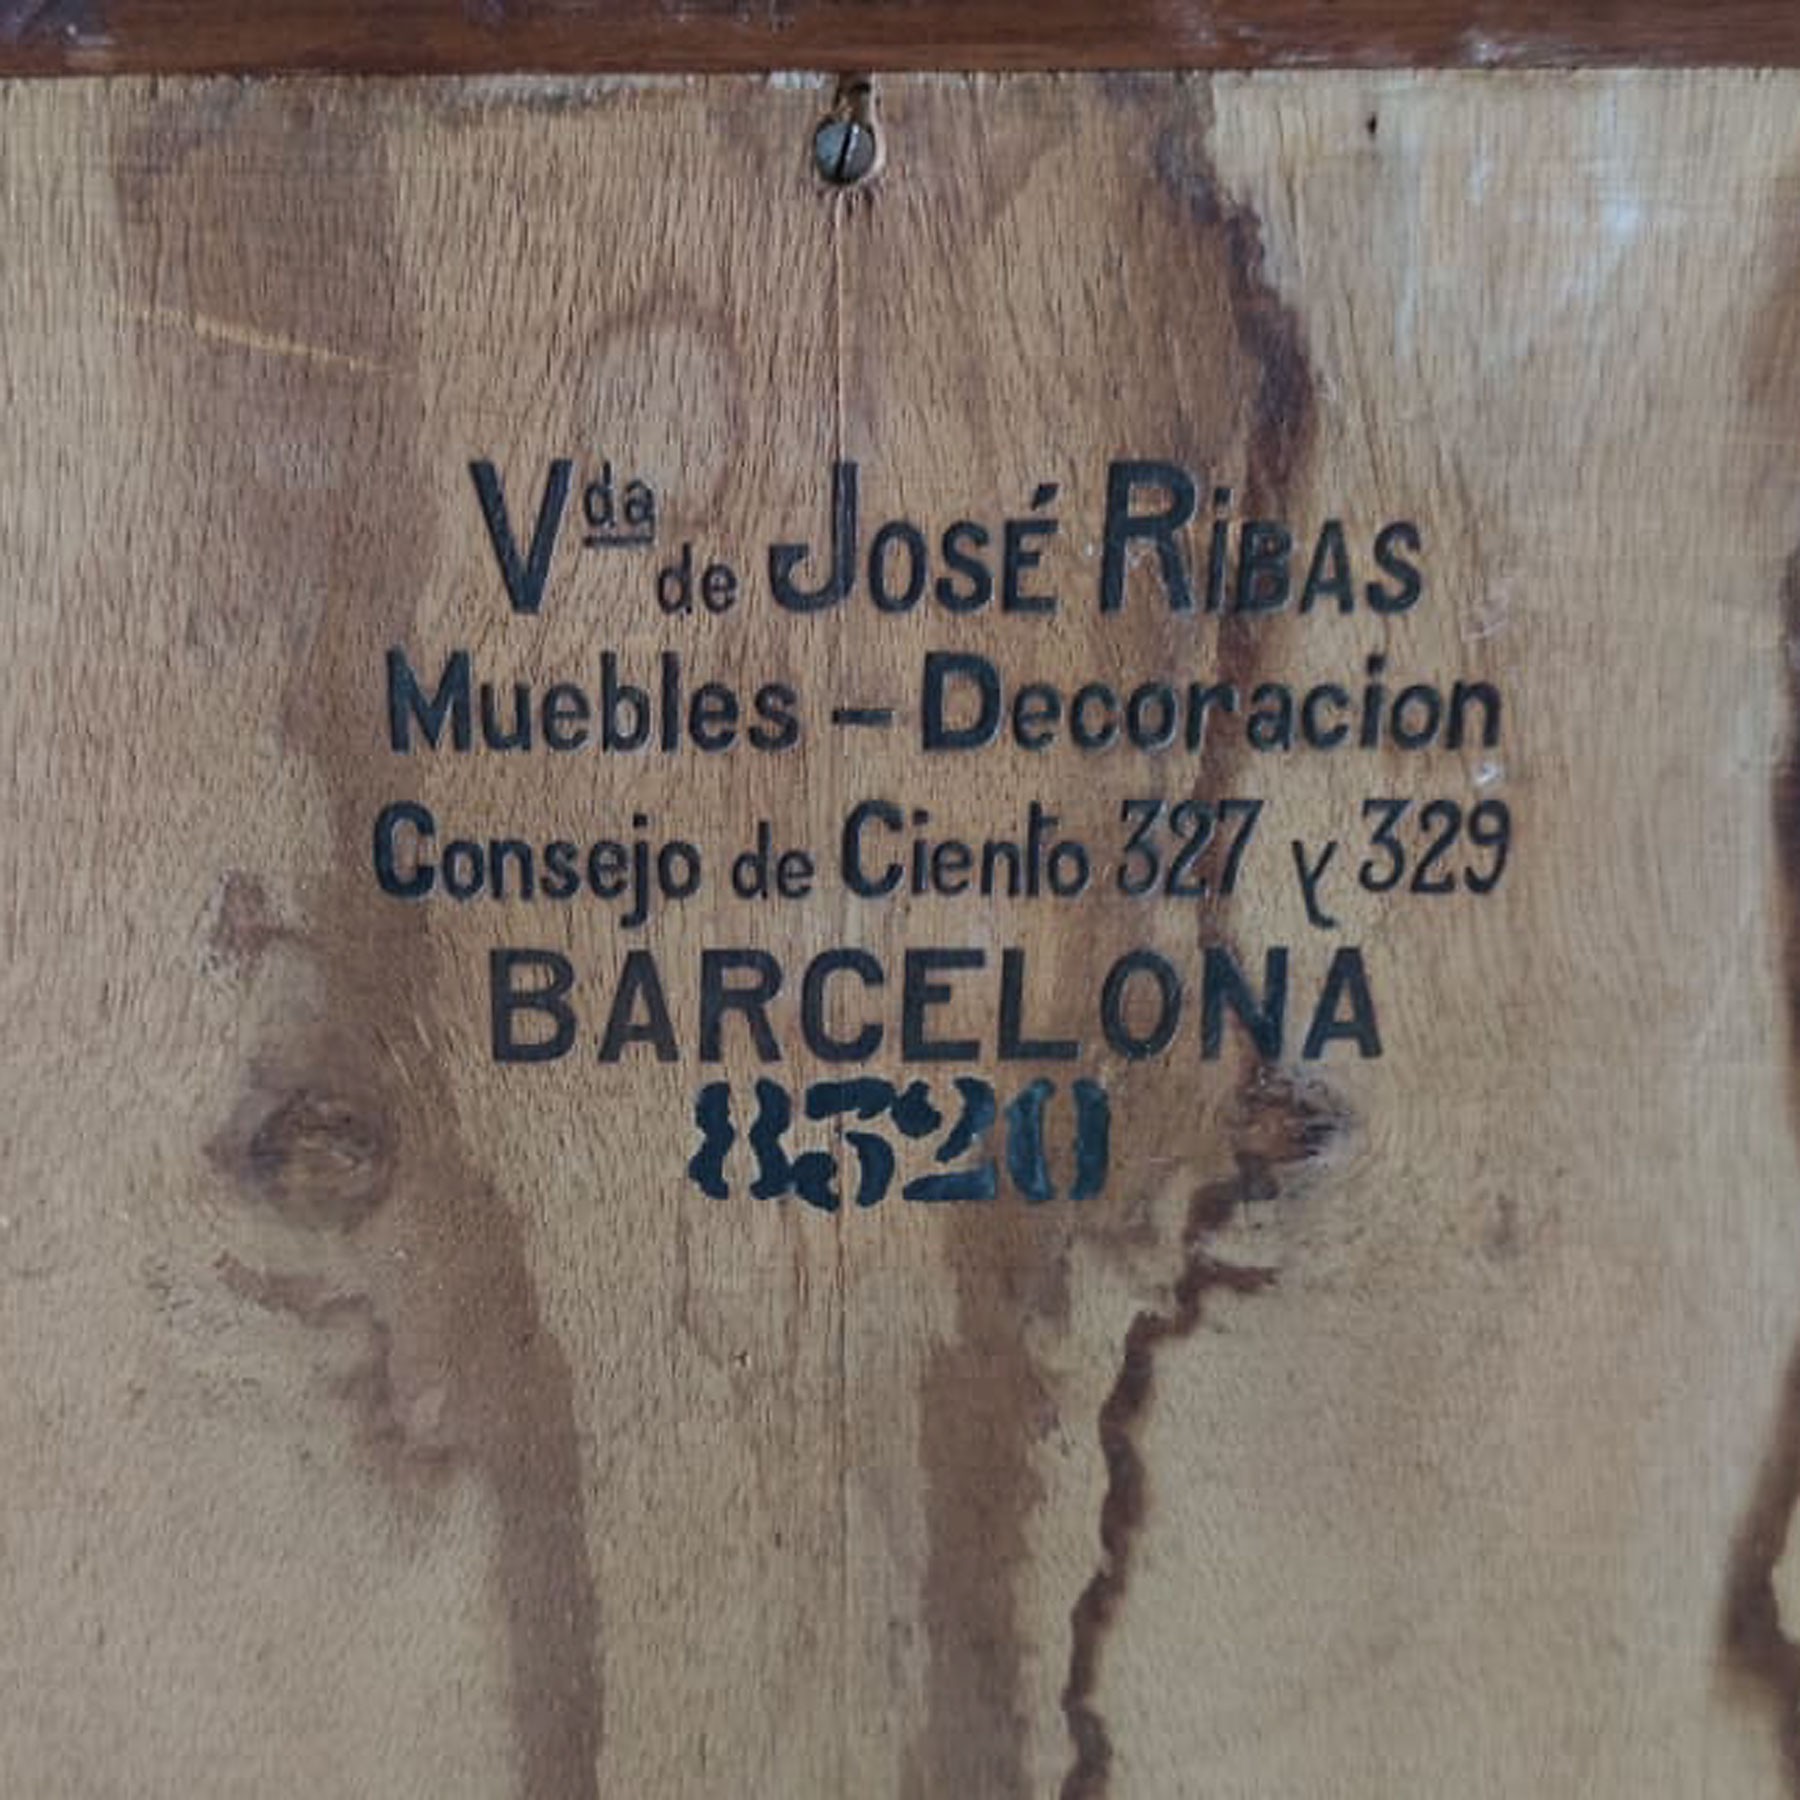 Vda de JOSÉ RiBAS
Muebles - Decoracion
Consejo de Ciento 327 y 329
BARCELONA
8520